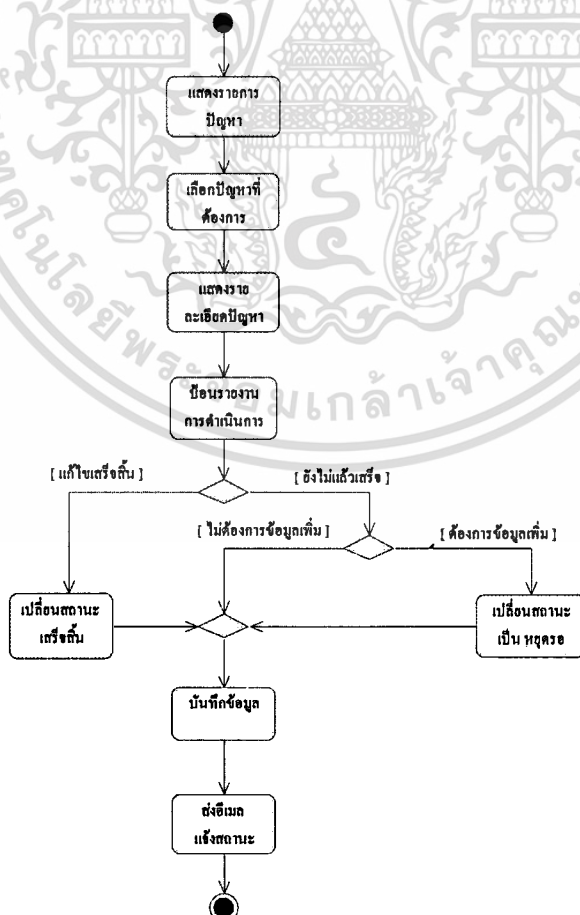 แสดงรายการ
ปัญหา
เลือกปัญหาที่
ต้องการ
แสดงราย
ละเอียดปัญหา
ป้อนรายงาน
การดำเนินการ
[ แก้ไขเสร็จสิ้น ]
[ ยังไม่แล้วเสร็จ ]
[ ไม่ต้องการข้อมูลเพิ่ม ]
[ ต้องการข้อมูลเพิ่ม ]
เปลี่ยนสถานะ
เสร็จสิ้น
เปลี่ยนสถานะ
เป็น หยุดรอ
บันทึกข้อมูล
ส่งอีเมล
แจ้งสถานะ